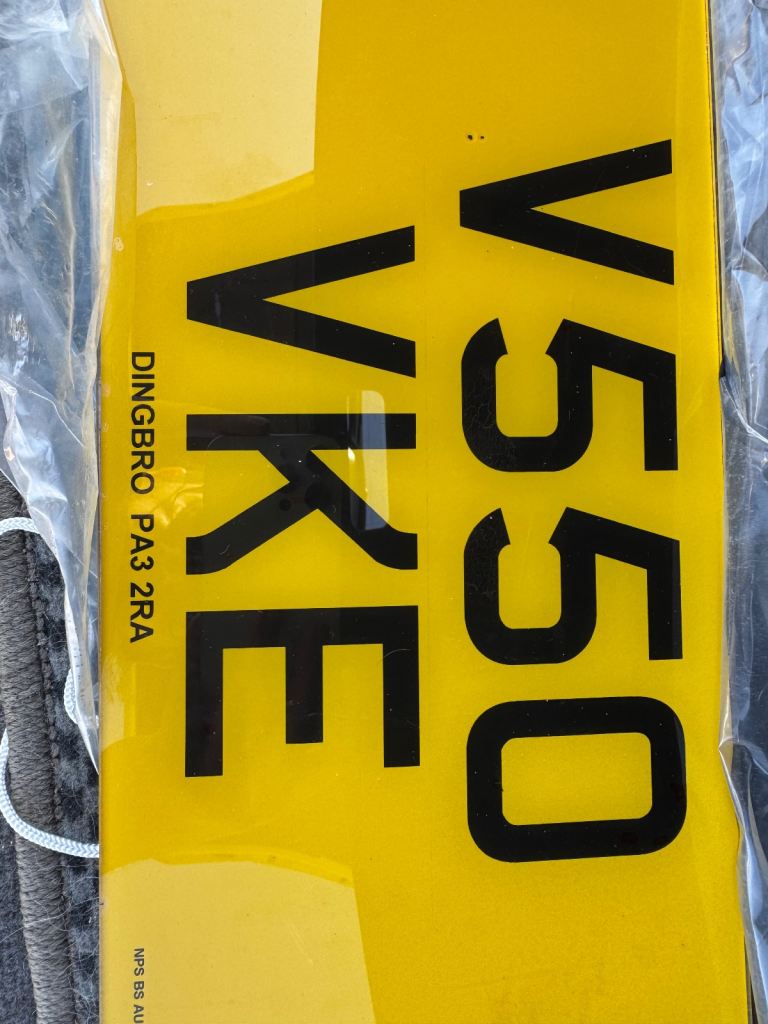 V550
VKE
DINGBRO PA3 2RA
NPS BS AU